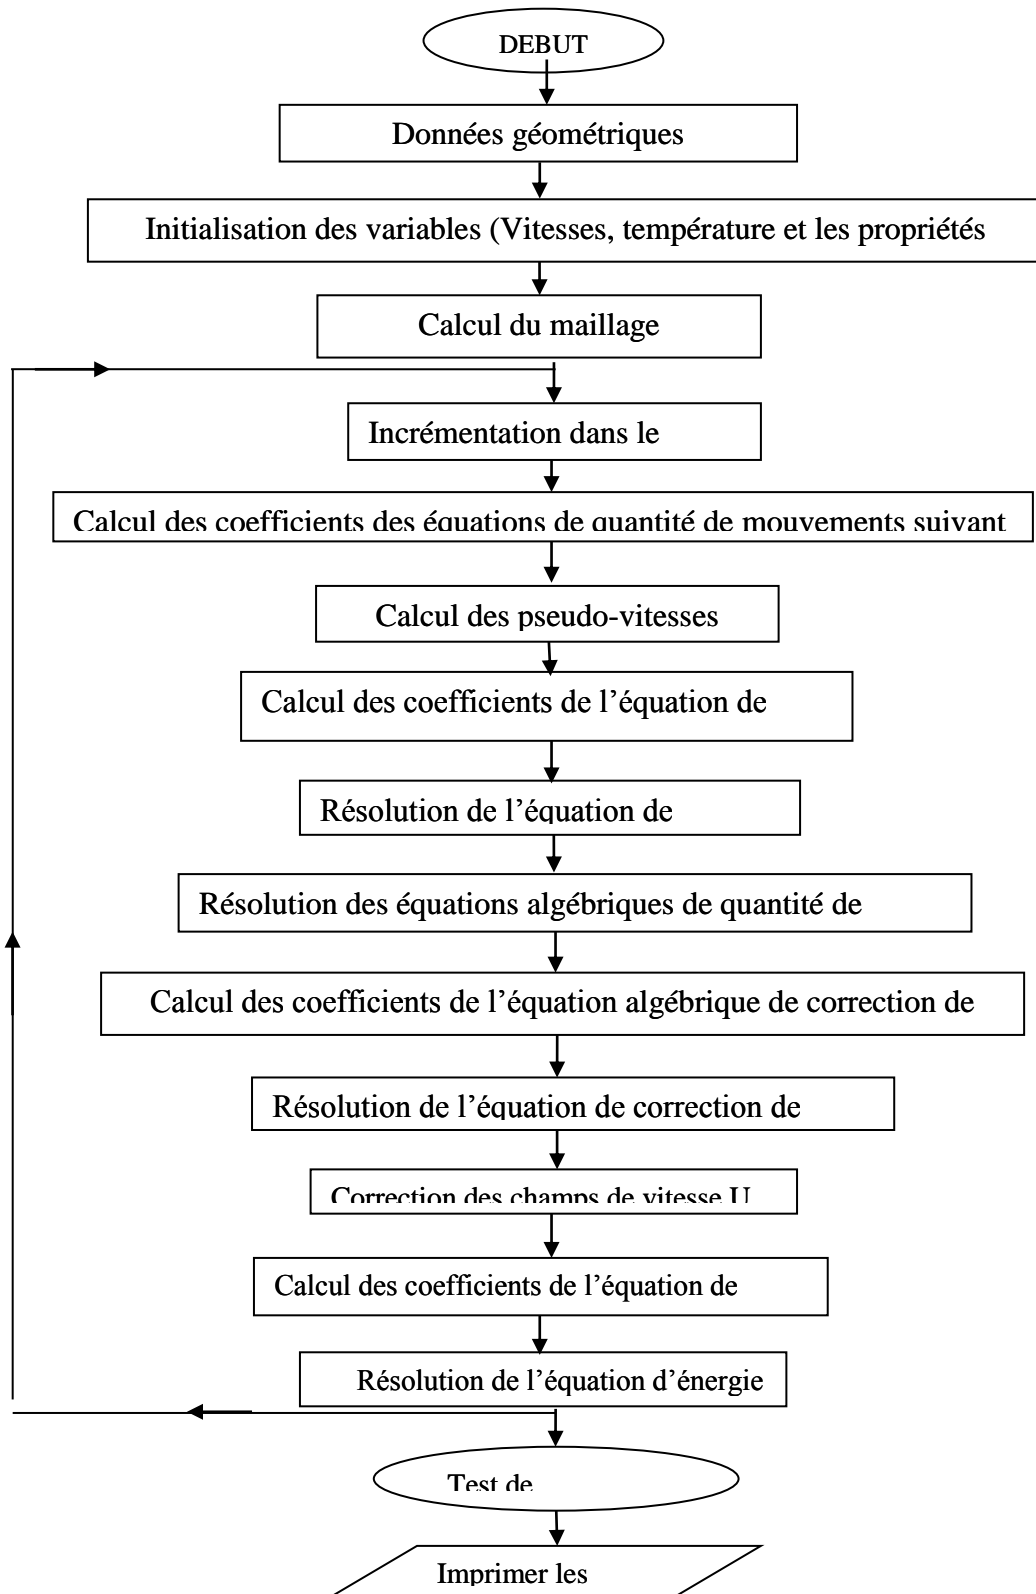 DEBUT
Données géométriques
Initialisation des variables (Vitesses, température et les propriétés
Calcul du maillage
Incrémentation dans le
Calcul des coefficients des équations de quantité de mouvements suivant
Calcul des pseudo-vitesses
Calcul des coefficients de l’équation de
Résolution de l’équation de
Résolution des équations algébriques de quantité de
Calcul des coefficients de l’équation algébrique de correction de
Résolution de l’équation de correction de
Correction des champs de vitesse U
Calcul des coefficients de l’équation de
Résolution de l’équation d’énergie
Test de
Imprimer les